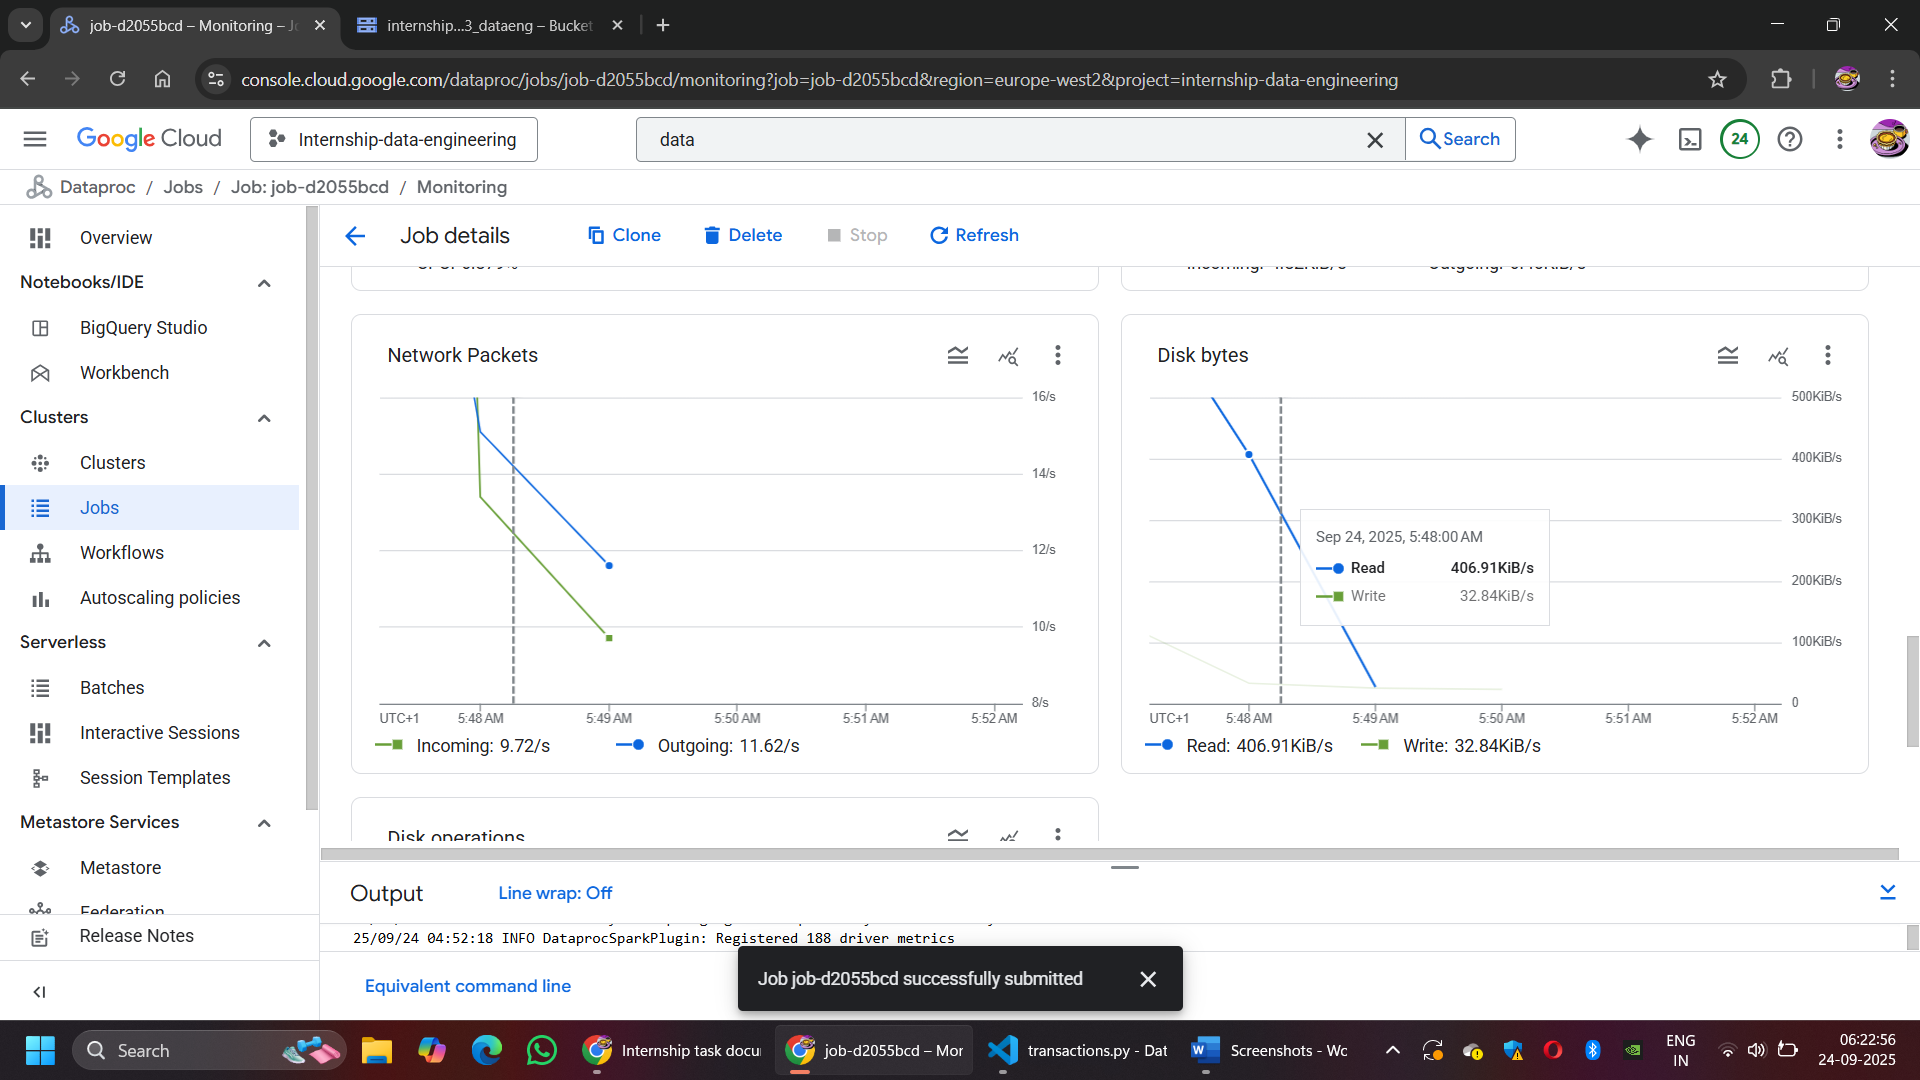 job-d2055bcd – Monitoring – Jo
internship...3_dataeng – Bucket
console.cloud.google.com/dataproc/jobs/job-d2055bcd/monitoring?job=job-d2055bcd&region=europe-west2&project=internship-data-engineering
Google Cloud
Internship-data-engineering
data
Search
24
Dataproc / Jobs / Job: job-d2055bcd / Monitoring
Overview
Notebooks/IDE
BigQuery Studio
Workbench
Clusters
Clusters
Jobs
Workflows
Autoscaling policies
Serverless
Batches
Interactive Sessions
Session Templates
Metastore Services
Metastore
Federation
Release Notes
Job details
Clone
Delete
Stop
Refresh
Network Packets
16/s
14/s
12/s
10/s
8/s
UTC+1
5:48 AM
5:49 AM
5:50 AM
5:51 AM
5:52 AM
Incoming: 9.72/s
Outgoing: 11.62/s
Disk bytes
500KiB/s
400KiB/s
300KiB/s
200KiB/s
100KiB/s
0
Sep 24, 2025, 5:48:00 AM
Read 406.91KiB/s
Write 32.84KiB/s
UTC+1
5:48 AM
5:49 AM
5:50 AM
5:51 AM
5:52 AM
Read: 406.91KiB/s
Write: 32.84KiB/s
Disk operations
Output
Line wrap: Off
25/09/24 04:52:18 INFO DataprocSparkPlugin: Registered 188 driver metrics
Equivalent command line
Job job-d2055bcd successfully submitted
Search
Internship task docu
job-d2055bcd – Mor
transactions.py - Dat
Screenshots - Wc
ENG
IN
06:22:56
24-09-2025